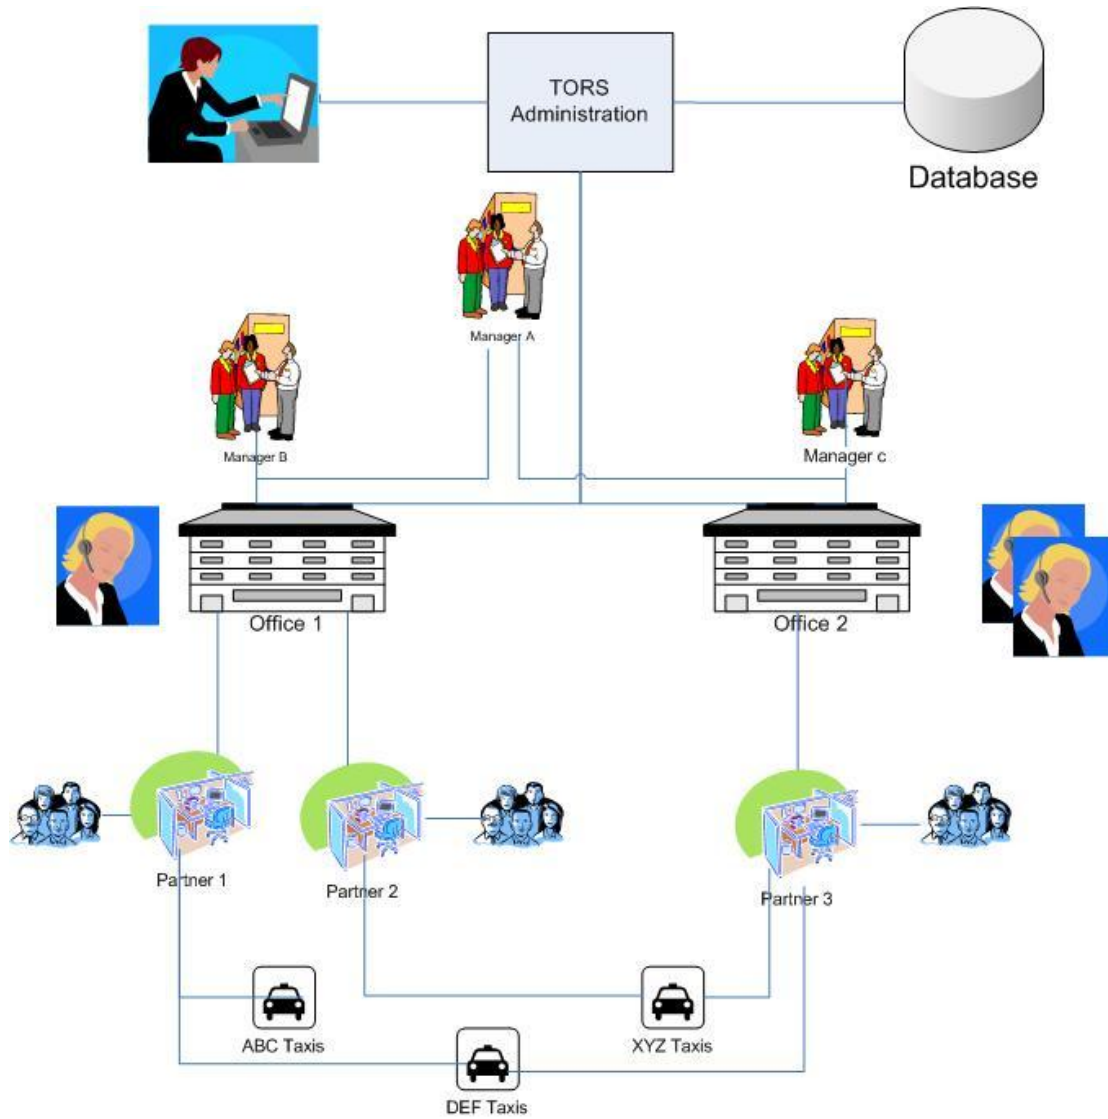 TORS
Administration
Database
Manager A
Manager B
Manager c
Office 1
Office 2
Partner 1
Partner 2
Partner 3
ABC Taxis
XYZ Taxis
DEF Taxis